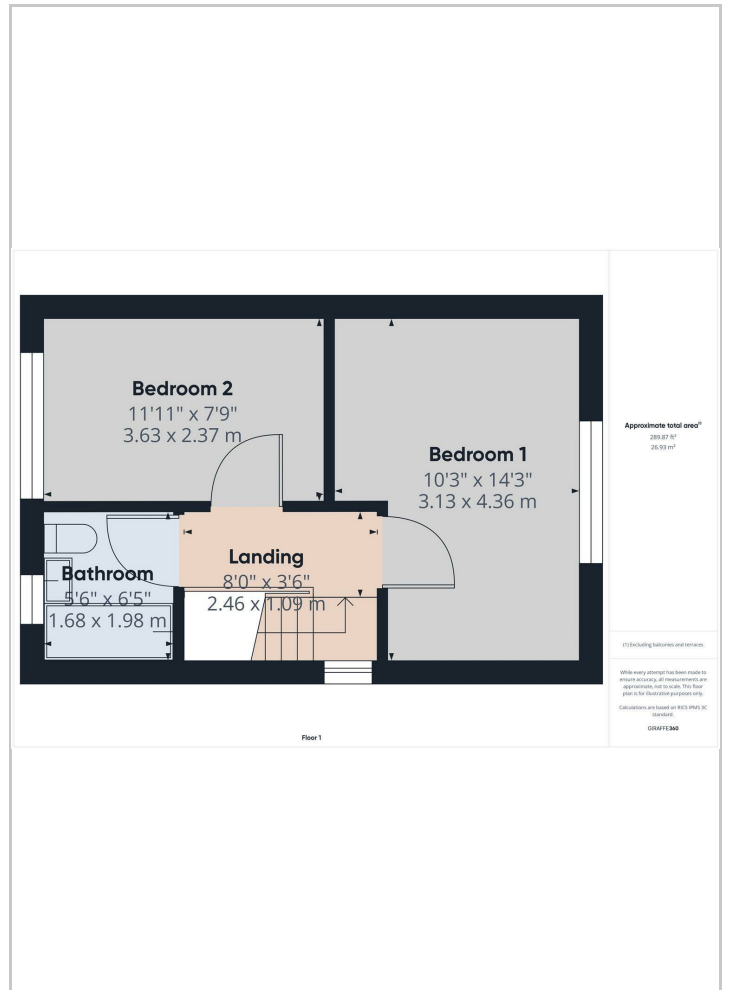 Bedroom 2
11'11" x 7'9"
3.63 x 2.37 m
Bedroom 1
10'3" x 14'3"
3.13 x 4.36 m
Landing
8'0" x 3'6"
2.46 x 1.09 m
Bathroom
5'6" x 6'5"
1.68 x 1.98 m
Floor 1
Approximate total area(1)
289.87 ft²
26.93 m²
(1) Excluding balconies and terraces
While every attempt has been made to
ensure accuracy, all measurements are
approximate, not to scale. This floor
plan is for illustrative purposes only.
Calculations are based on RICS IPMS 3C
standard.
GIRAFFE360